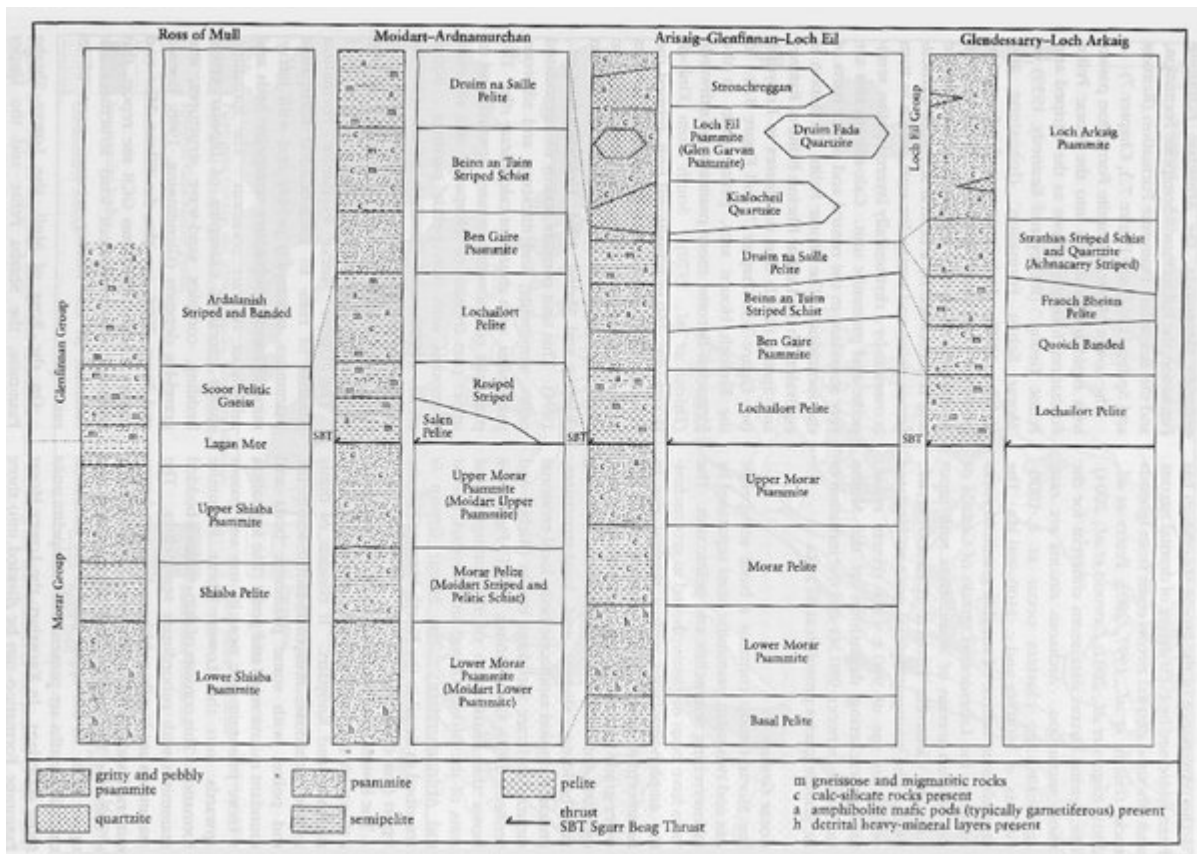 Ross of Mull
Moidart–Ardnamurchan
Arisaig–Glenfinnan–Loch Eil
Glendessarry–Loch Arkaig
Glenfinnan Group
Morar Group
Ardalanish
Striped and Banded
Scoor Pelitic
Gneiss
Lagan Mor
Upper Shiaba
Psammite
Shiaba Pelite
Lower Shiaba
Psammite
SBT
Druim na Saille
Pelite
Beinn an Tuim
Striped Schist
Ben Gaire
Psammite
Lochailort
Pelite
Resipol
Striped
Salen
Pelite
Upper Morar
Psammite
(Moidart Upper
Psammite)
Morar Pelite
(Moidart Striped and
Pelitic Schist)
Lower Morar
Psammite
(Moidart Lower
Psammite)
SBT
Stronchreggan
Loch Eil
Psammite
(Glen Garvan
Psammite)
Druim Fada
Quartzite
Kinlocheil
Quartzite
Druim na Saille
Pelite
Beinn an Tuim
Striped Schist
Ben Gaire
Psammite
Lochailort Pelite
Upper Morar
Psammite
Morar Pelite
Lower Morar
Psammite
Basal Pelite
Loch Eil Group
SBT
Loch Arkaig
Psammite
Strathan Striped Schist
and Quartzite
(Achnacarry Striped)
Fraoch Bheinn
Pelite
Quoich Banded
Lochailort Pelite
gritty and pebbly
psammite
quartzite
psammite
semipelite
pelite
thrust
SBT Sgurr Beag Thrust
m gneissose and migmatitic rocks
c calc-silicate rocks present
a amphibolite mafic pods (typically garnetiferous) present
h detrital heavy-mineral layers present